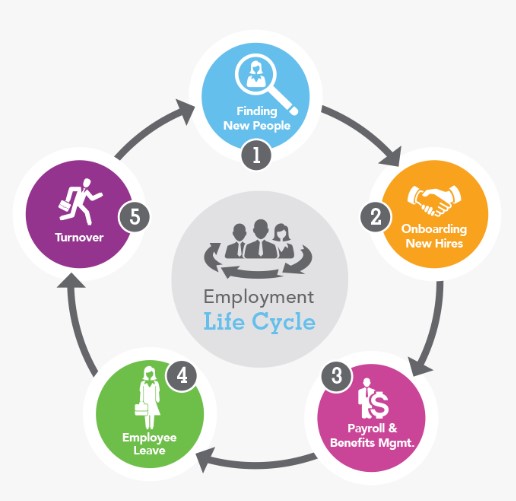 Finding
New People
1
2
Onboarding
New Hires
3
Payroll &
Benefits Mgmt.
4
Employee
Leave
5
Turnover
Employment
Life Cycle